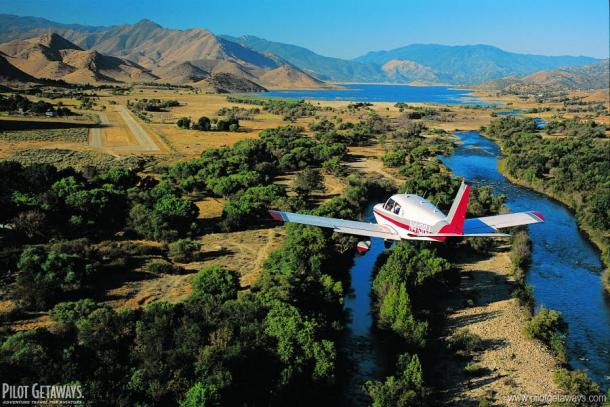 PILOT GETAWAYS
ADVENTURE TRAVEL FOR AVIATORS
www.pilotgetaways.com